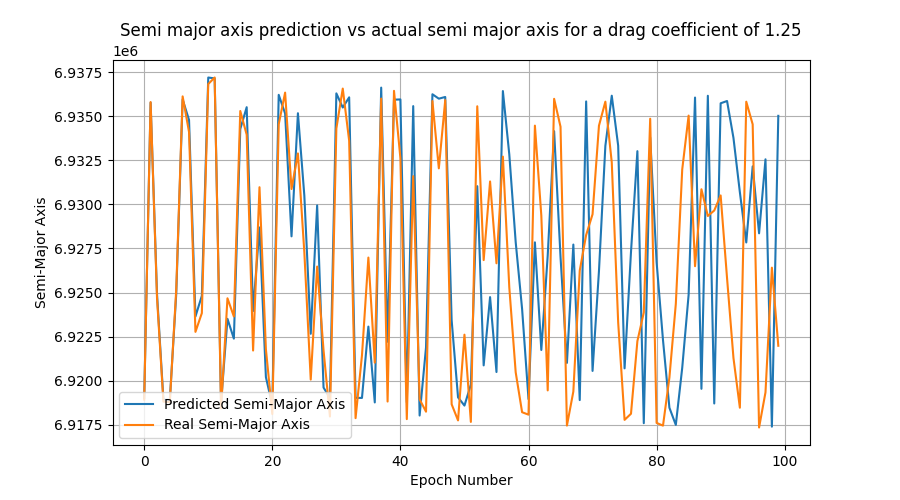 Semi major axis prediction vs actual semi major axis for a drag coefficient of 1.25
1e6
6.9375
6.9350
6.9325
6.9300
6.9275
6.9250
6.9225
6.9200
6.9175
Semi-Major Axis
Predicted Semi-Major Axis
Real Semi-Major Axis
0 20 40 60 80 100
Epoch Number